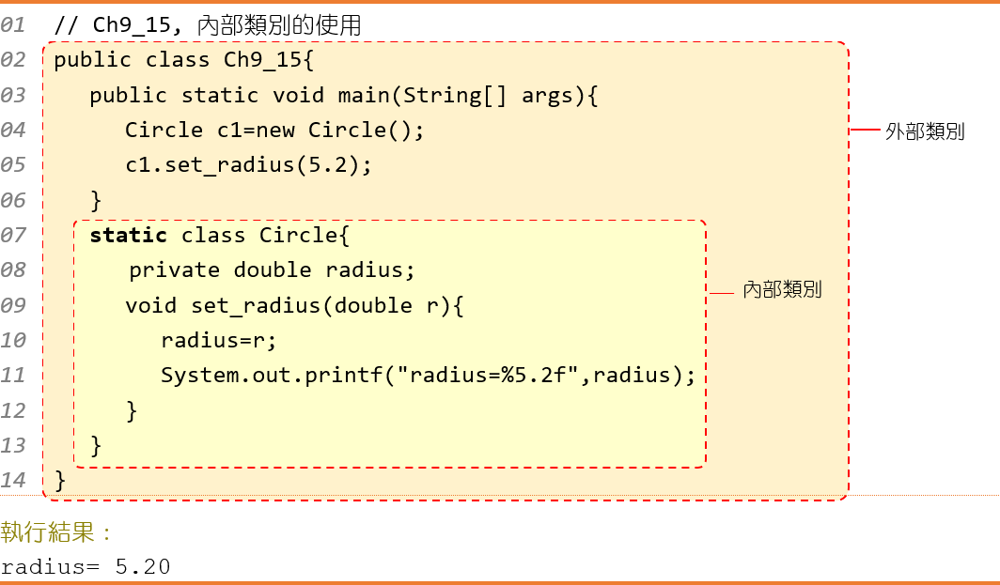 01 // Ch9_15, 內部類別的使用
02 public class Ch9_15{
03 public static void main(String[] args){
04 Circle c1=new Circle();
外部類別
05 c1.set_radius(5.2);
06 }
07 static class Circle{
08 private double radius;
內部類別
09 void set_radius(double r){
10 radius=r;
11 System.out.printf("radius=%5.2f",radius);
12 }
13 }
14 }
執行結果：
radius= 5.20